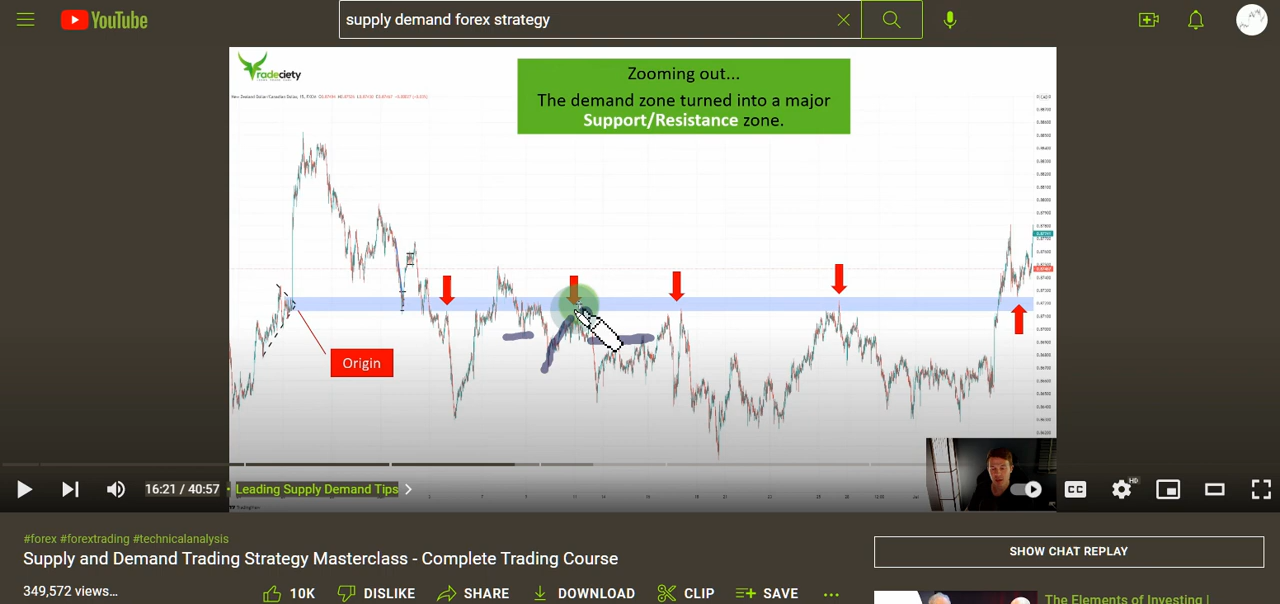 YouTube
supply demand forex strategy
Tradeciety
Zooming out...
The demand zone turned into a major
Support/Resistance zone.
Origin
16:21 / 40:57 • Leading Supply Demand Tips
CC
HD
#forex #forextrading #technicalanalysis
Supply and Demand Trading Strategy Masterclass - Complete Trading Course
SHOW CHAT REPLAY
349,572 views...
10K
DISLIKE
SHARE
DOWNLOAD
CLIP
SAVE
The Elements of Investing |